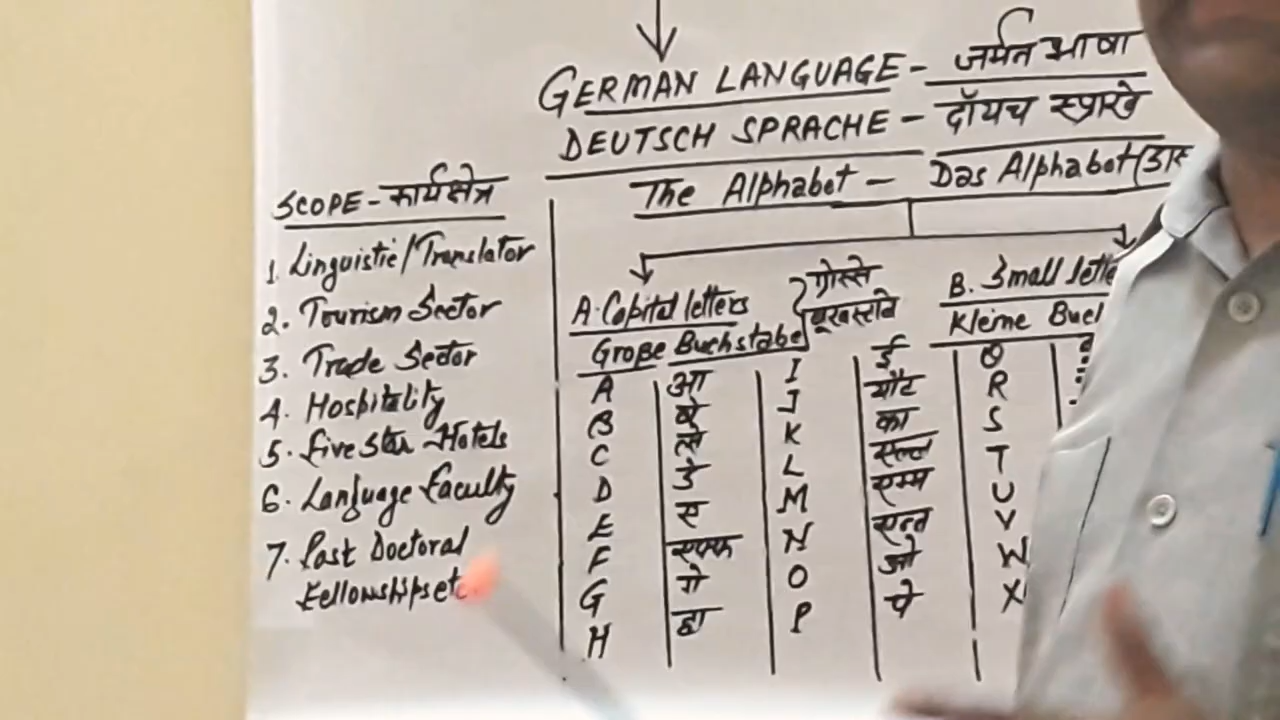 GERMAN LANGUAGE - जर्मन भाषा
DEUTSCH SPRACHE - दॉयच स्प्राखे
The Alphabet - Das Alphabet
SCOPE - कार्यक्षेत्र
1. Linguistic/Translator
2. Tourism Sector
3. Trade Sector
4. Hospitality
5. Five Star Hotels
6. Language Faculty
7. Post Doctoral
Fellowships etc
A. Capital letters
Große Buchstabe
ग्रोस्से
बूखस्ताबे
B. Small
Kleine
A आ I ई Q
B बे J यॉट R
C त्से K का S
D डे L एल्ल T
E ए M एम्म U
F एफ्फ N एन्न V
G गे O ओ W
H हा P पे X